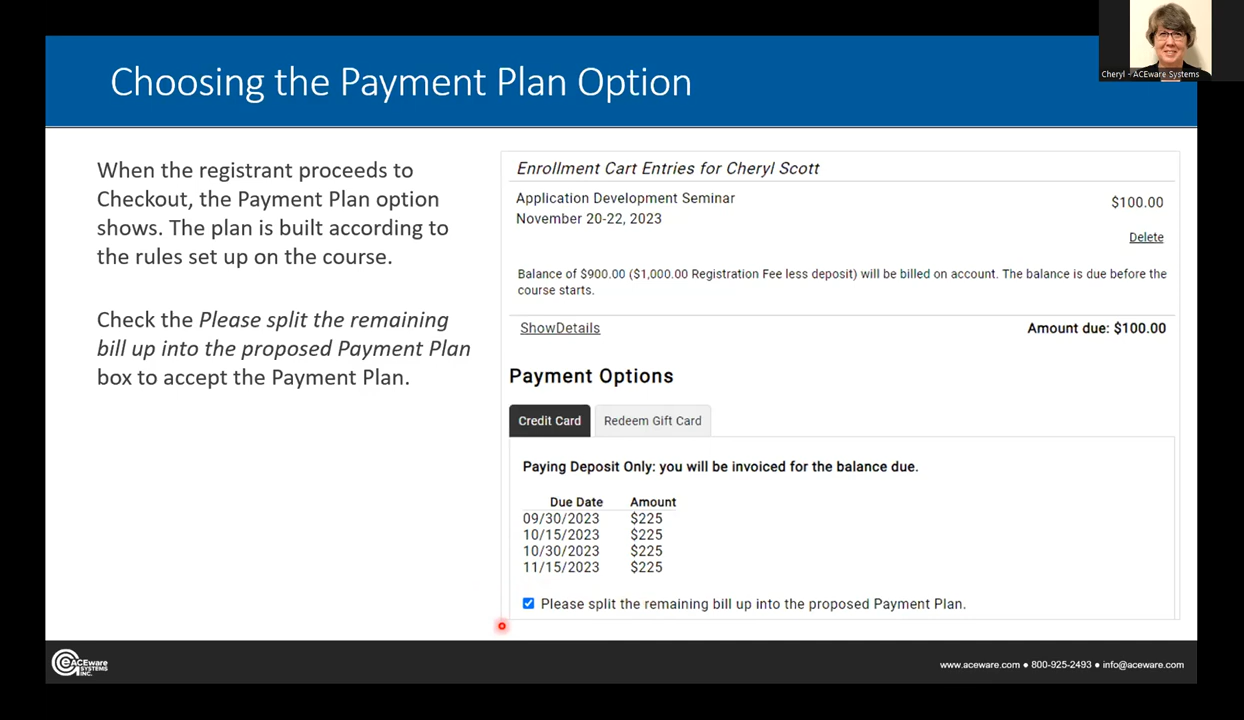 Choosing the Payment Plan Option
Cheryl - ACEware Systems
When the registrant proceeds to
Checkout, the Payment Plan option
shows. The plan is built according to
the rules set up on the course.
Check the Please split the remaining
bill up into the proposed Payment Plan
box to accept the Payment Plan.
Enrollment Cart Entries for Cheryl Scott
Application Development Seminar
$100.00
November 20-22, 2023
Delete
Balance of $900.00 ($1,000.00 Registration Fee less deposit) will be billed on account. The balance is due before the
course starts.
ShowDetails
Amount due: $100.00
Payment Options
Credit Card
Redeem Gift Card
Paying Deposit Only: you will be invoiced for the balance due.
Due Date Amount
09/30/2023 $225
10/15/2023 $225
10/30/2023 $225
11/15/2023 $225
Please split the remaining bill up into the proposed Payment Plan.
ACEware
SYSTEMS
INC.
www.aceware.com ● 800-925-2493 ● info@aceware.com